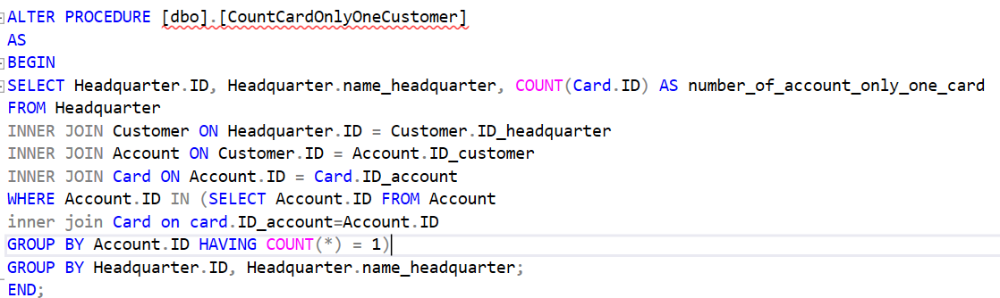 ALTER PROCEDURE [dbo].[CountCardOnlyOneCustomer]
AS
BEGIN
SELECT Headquarter.ID, Headquarter.name_headquarter, COUNT(Card.ID) AS number_of_account_only_one_card
FROM Headquarter
INNER JOIN Customer ON Headquarter.ID = Customer.ID_headquarter
INNER JOIN Account ON Customer.ID = Account.ID_customer
INNER JOIN Card ON Account.ID = Card.ID_account
WHERE Account.ID IN (SELECT Account.ID FROM Account
inner join Card on card.ID_account=Account.ID
GROUP BY Account.ID HAVING COUNT(*) = 1)
GROUP BY Headquarter.ID, Headquarter.name_headquarter;
END;